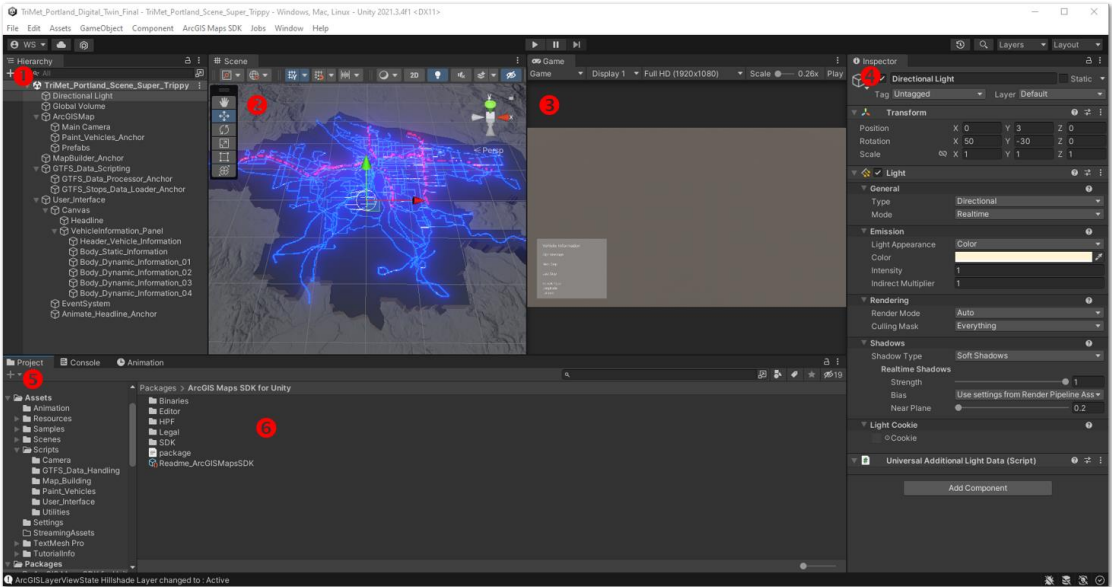 TriMet_Portland_Digital_Twin_Final - TriMet_Portland_Scene_Super_Trippy - Windows, Mac, Linux - Unity 2021.3.4f1 <DX11>
File Edit Assets GameObject Component ArcGIS Maps SDK Jobs Window Help
WS
Layers Layout
Hierarchy
1
All
TriMet_Portland_Scene_Super_Trippy
Directional Light
Global Volume
ArcGISMap
Main Camera
Paint_Vehicles_Anchor
Prefabs
MapBuilder_Anchor
GTFS_Data_Scripting
GTFS_Data_Processor_Anchor
GTFS_Stops_Data_Loader_Anchor
User_Interface
Canvas
Headline
VehicleInformation_Panel
Header_Vehicle_Information
Body_Static_Information
Body_Dynamic_Information_01
Body_Dynamic_Information_02
Body_Dynamic_Information_03
Body_Dynamic_Information_04
EventSystem
Animate_Headline_Anchor
Scene
2D
2
Persp
Game
Game Display 1 Full HD (1920x1080) Scale 0.26x Play
3
Inspector
4
Directional Light Static
Tag Untagged Layer Default
Transform
Position X 0 Y 3 Z 0
Rotation X 50 Y -30 Z 0
Scale X 1 Y 1 Z 1
Light
General
Type Directional
Mode Realtime
Emission
Light Appearance Color
Color
Intensity 1
Indirect Multiplier 1
Rendering
Render Mode Auto
Culling Mask Everything
Shadows
Shadow Type Soft Shadows
Realtime Shadows
Strength 1
Bias Use settings from Render Pipeline Ass
Near Plane 0.2
Light Cookie
Cookie
Universal Additional Light Data (Script)
Add Component
Project Console Animation
5
19
Assets
Animation
Resources
Samples
Scenes
Scripts
Camera
GTFS_Data_Handling
Map_Building
Paint_Vehicles
User_Interface
Utilities
Settings
StreamingAssets
TextMesh Pro
TutorialInfo
Packages
Packages > ArcGIS Maps SDK for Unity
Binaries
Editor
HPF
Legal
SDK
package
Readme_ArcGISMapsSDK
6
ArcGISLayerViewState Hillshade Layer changed to : Active